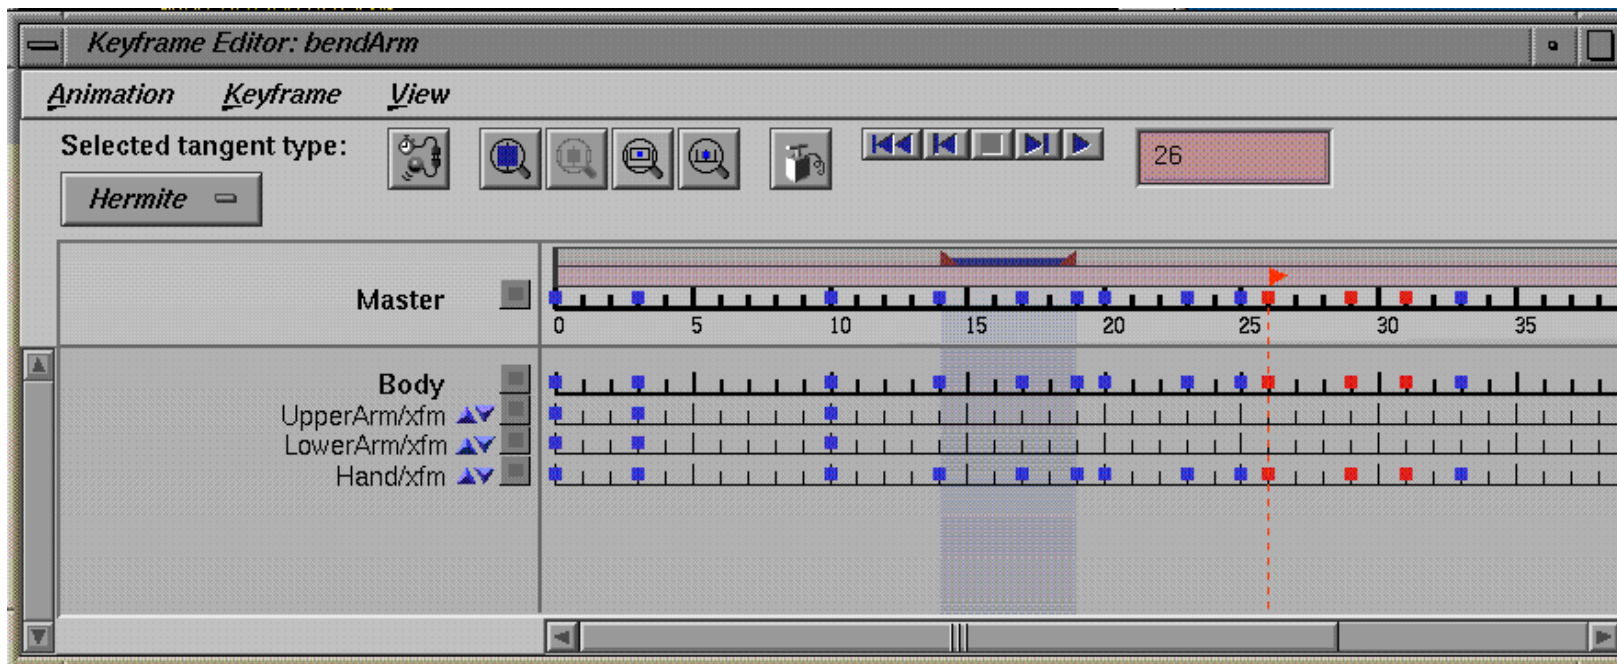 Keyframe Editor: bendArm
Animation Keyframe View
Selected tangent type:
26
Hermite
Master
0 5 10 15 20 25 30 35
Body
UpperArm/xfm
LowerArm/xfm
Hand/xfm